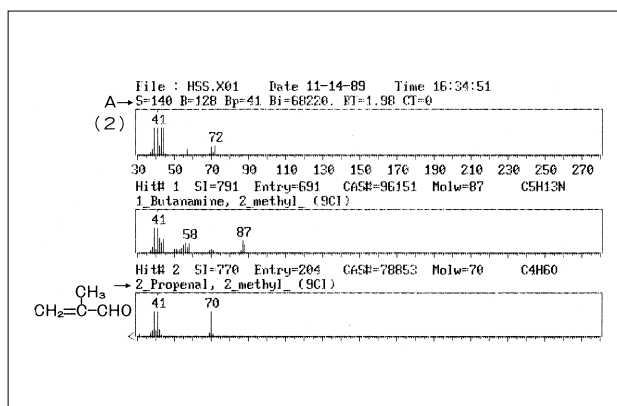 File : HSS.X01 Date 11-14-89 Time 16:34:51
A → S=140 B=128 Bp=41 Bi=68220. RT=1.98 CT=0
(2)
41
72
30 50 70 90 110 130 150 170 190 210 230 250 270
Hit# 1 SI=791 Entry=691 CAS#=96151 Molw=87 C5H13N
1_Butanamine, 2_methyl_ (9CI)
41
58
87
Hit# 2 SI=770 Entry=204 CAS#=78853 Molw=70 C4H6O
→ 2_Propenal, 2_methyl_ (9CI)
CH₃
CH₂=C-CHO
41
70